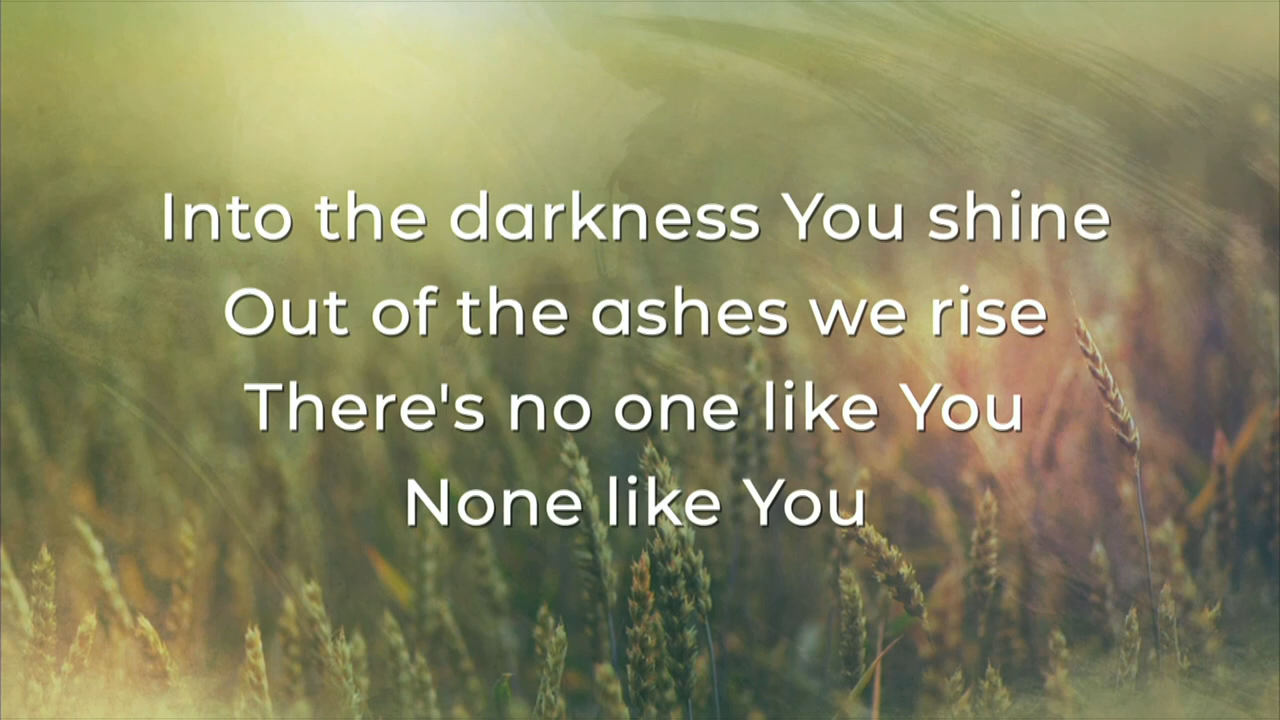 Into the darkness You shine
Out of the ashes we rise
There's no one like You
None like You